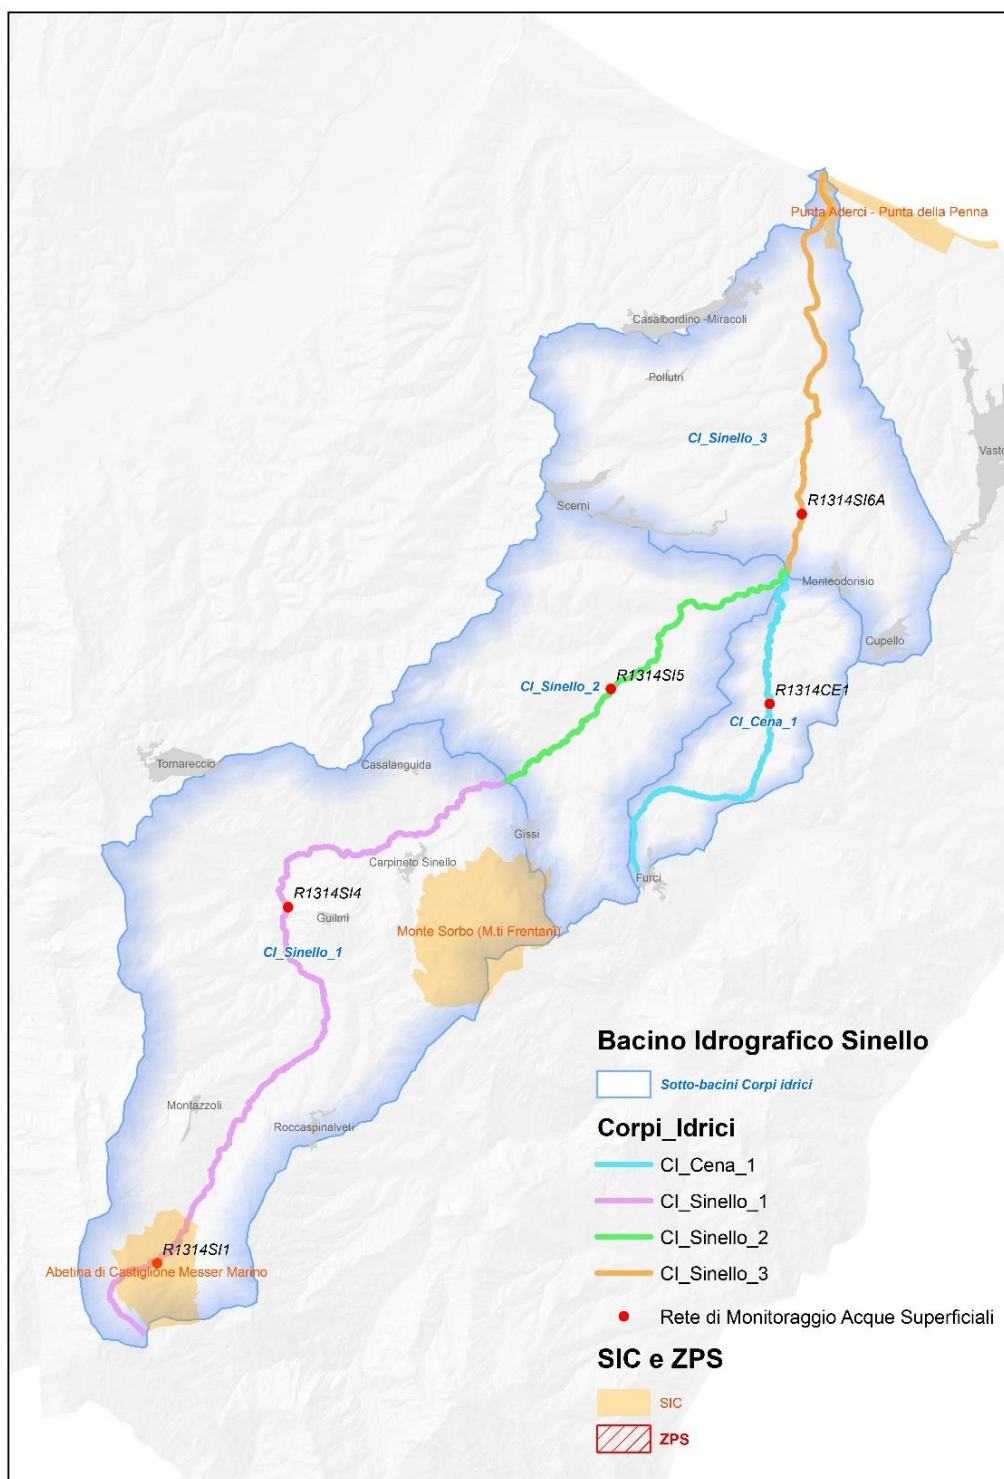 Punta Aderci - Punta della Penna
Casalbordino -Miracoli
Pollutri
CI_Sinello_3
Vasto
Scerni
R1314SI6A
Monteodorisio
Cupello
R1314SI5
CI_Sinello_2
R1314CE1
CI_Cena_1
Tornareccio
Casalanguida
Gissi
Carpineto Sinello
Furci
R1314SI4
Guilmi
Monte Sorbo (M.ti Frentani)
CI_Sinello_1
Montazzoli
Roccaspinalveti
R1314SI1
Abetina di Castiglione Messer Marino
Bacino Idrografico Sinello
Sotto-bacini Corpi idrici
Corpi_Idrici
CI_Cena_1
CI_Sinello_1
CI_Sinello_2
CI_Sinello_3
Rete di Monitoraggio Acque Superficiali
SIC e ZPS
SIC
ZPS